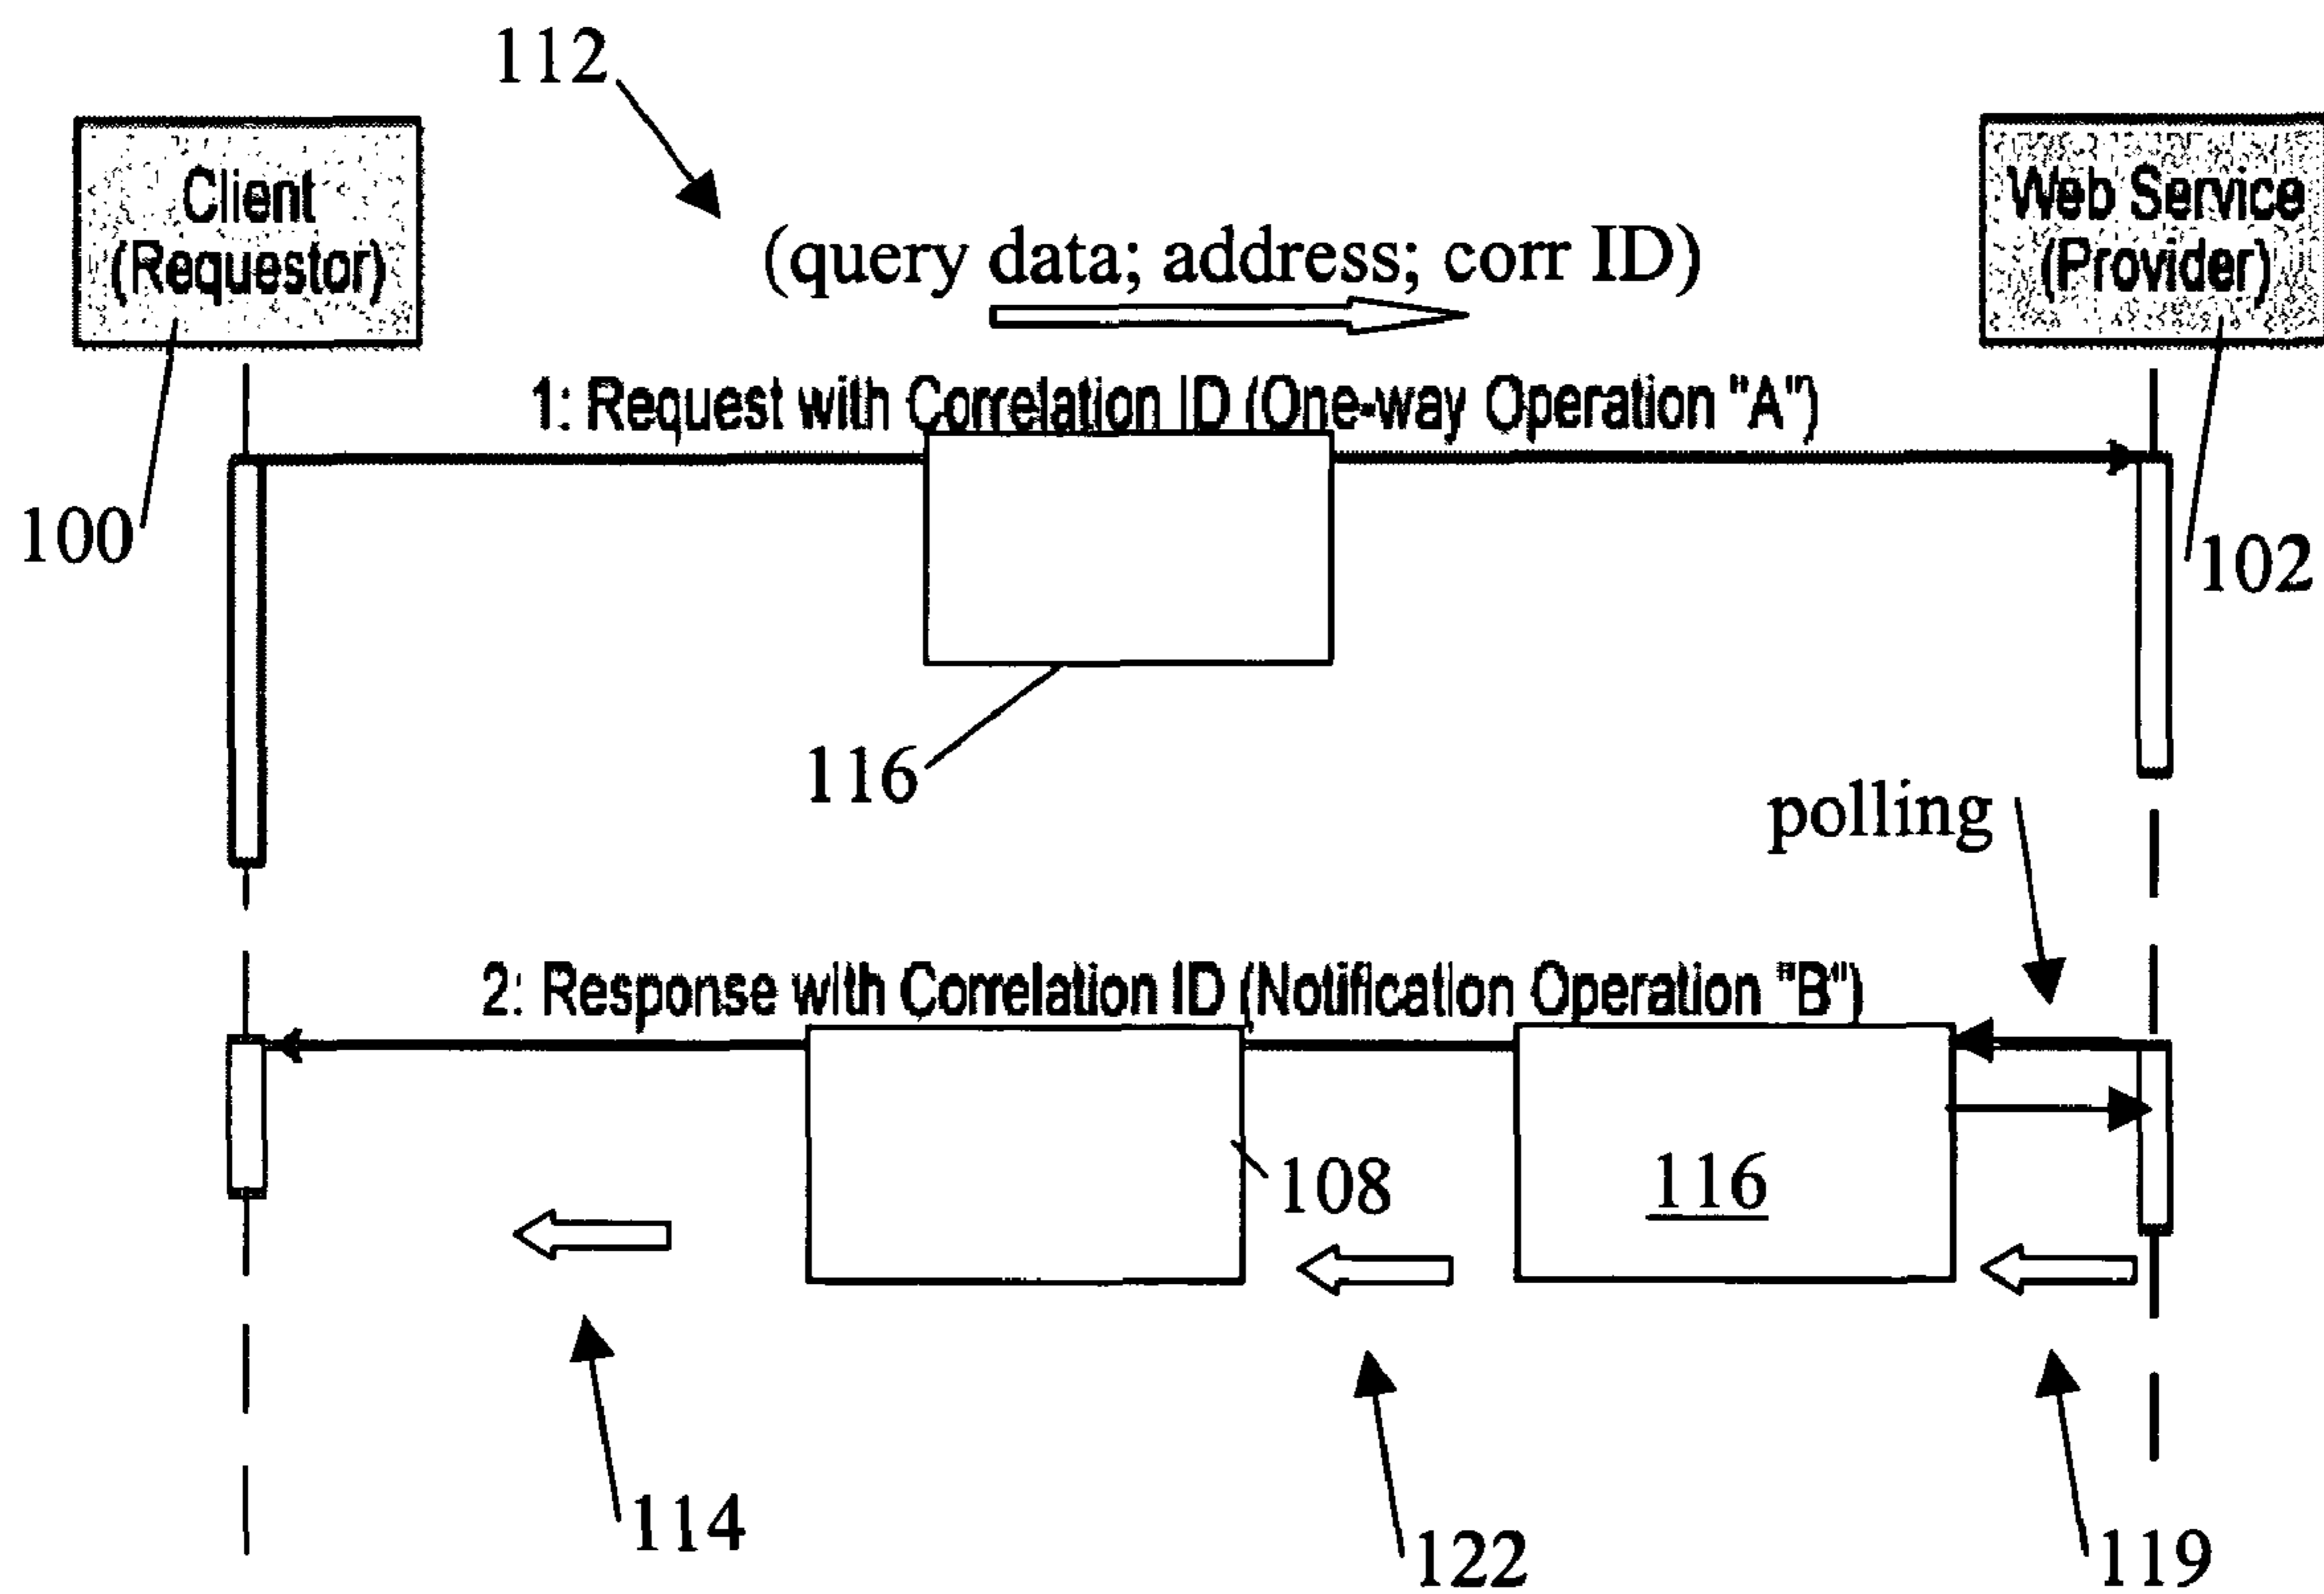 112
Client
(Requestor)
Web Service
(Provider)
(query data; address; corr ID)
1: Request with Correlation ID (One-way Operation "A")
100
102
116
polling
2: Response with Correlation ID (Notification Operation "B")
108
116
114
122
119